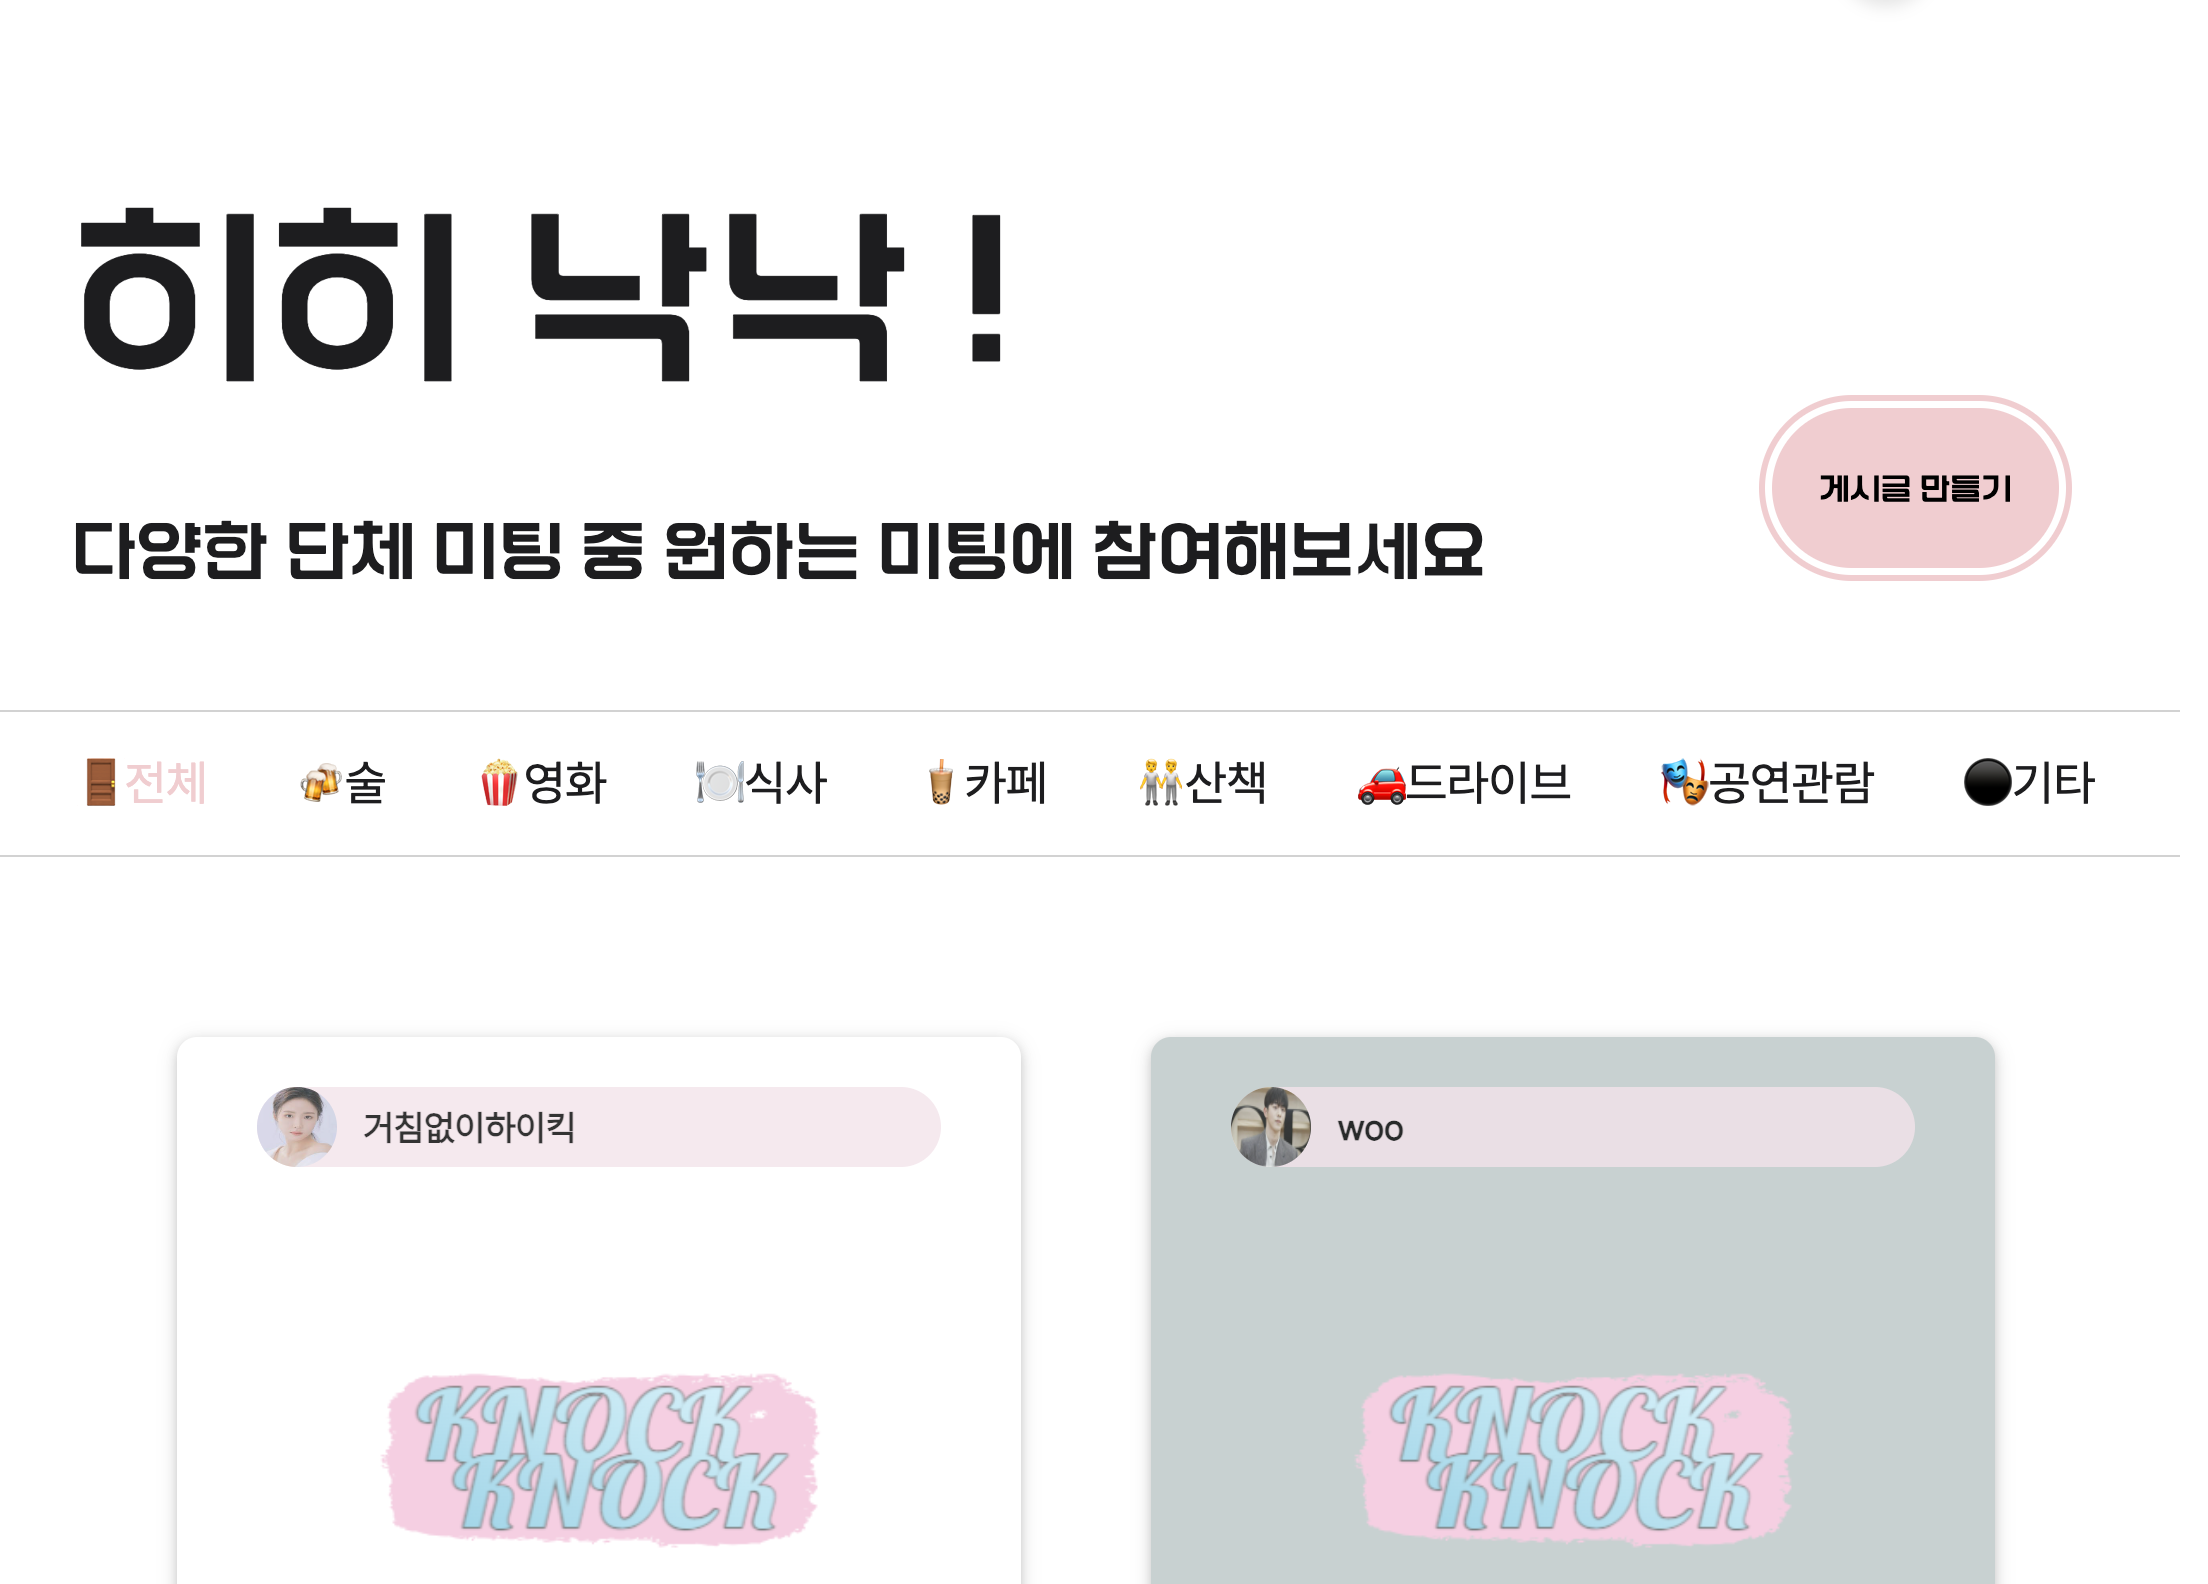 히히 낙낙 !
게시글 만들기
다양한 단체 미팅 중 원하는 미팅에 참여해보세요
전체 술 영화 식사 카페 산책 드라이브 공연관람 기타
거침없이하이킥
woo
KNOCK
KNOCK
KNOCK
KNOCK